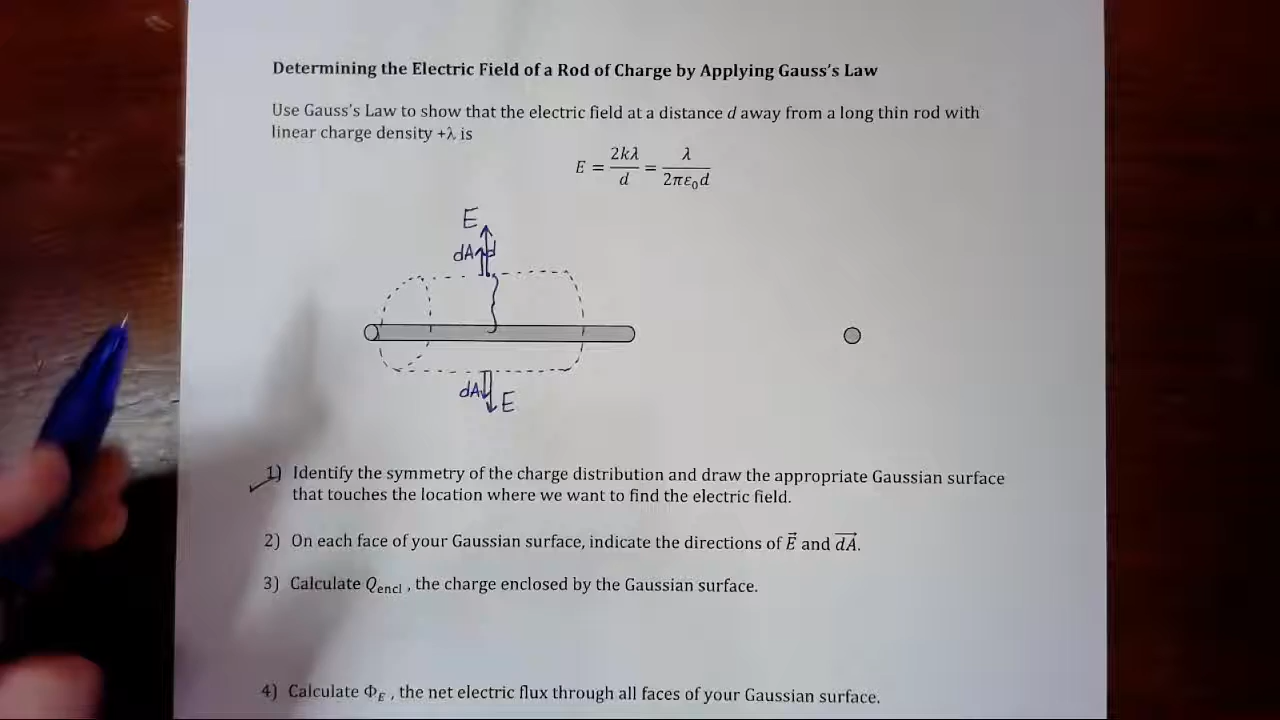 Determining the Electric Field of a Rod of Charge by Applying Gauss's Law
Use Gauss's Law to show that the electric field at a distance d away from a long thin rod with
linear charge density +λ is
E = 2kλ/d = λ/2πε₀d
E
dA
d
dA
E
1) Identify the symmetry of the charge distribution and draw the appropriate Gaussian surface
that touches the location where we want to find the electric field.
2) On each face of your Gaussian surface, indicate the directions of E⃗ and dA⃗.
3) Calculate Qencl , the charge enclosed by the Gaussian surface.
4) Calculate ΦE , the net electric flux through all faces of your Gaussian surface.